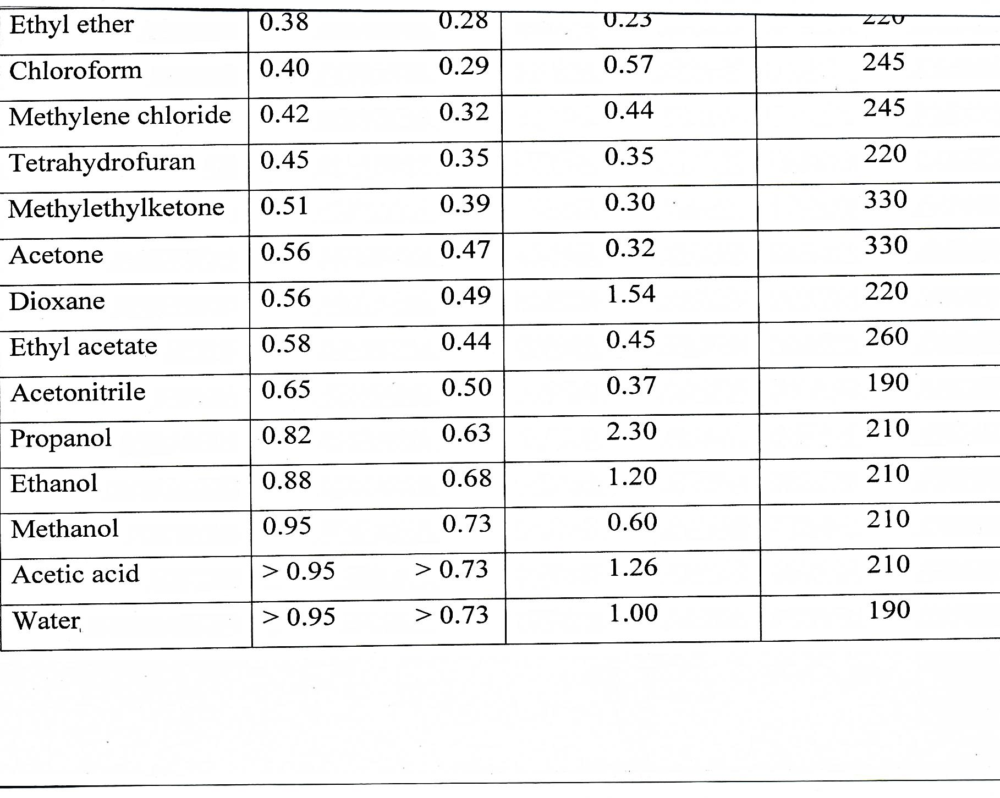 Ethyl ether 0.38 0.28 0.23 220
Chloroform 0.40 0.29 0.57 245
Methylene chloride 0.42 0.32 0.44 245
Tetrahydrofuran 0.45 0.35 0.35 220
Methylethylketone 0.51 0.39 0.30 330
Acetone 0.56 0.47 0.32 330
Dioxane 0.56 0.49 1.54 220
Ethyl acetate 0.58 0.44 0.45 260
Acetonitrile 0.65 0.50 0.37 190
Propanol 0.82 0.63 2.30 210
Ethanol 0.88 0.68 1.20 210
Methanol 0.95 0.73 0.60 210
Acetic acid > 0.95 > 0.73 1.26 210
Water > 0.95 > 0.73 1.00 190